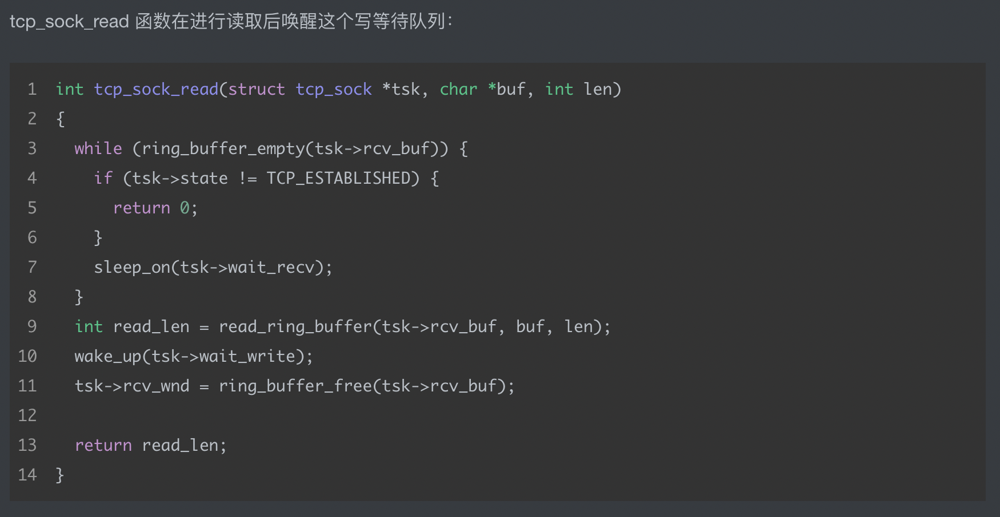 tcp_sock_read 函数在进行读取后唤醒这个写等待队列：
1 int tcp_sock_read(struct tcp_sock *tsk, char *buf, int len)
2 {
3   while (ring_buffer_empty(tsk->rcv_buf)) {
4     if (tsk->state != TCP_ESTABLISHED) {
5       return 0;
6     }
7     sleep_on(tsk->wait_recv);
8   }
9   int read_len = read_ring_buffer(tsk->rcv_buf, buf, len);
10   wake_up(tsk->wait_write);
11   tsk->rcv_wnd = ring_buffer_free(tsk->rcv_buf);
12
13   return read_len;
14 }